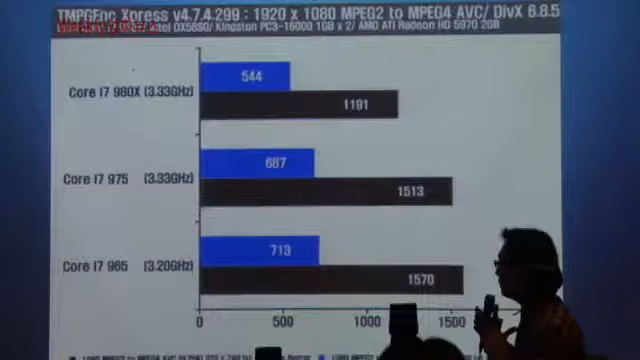 TMPGEnc Xpress v4.7.4.299 : 1920 x 1080 MPEG2 to MPEG4 AVC/ DivX 6.8.5
Intel DX58SO/ Kingston PC3-16000 1GB x 2/ AMD ATI Radeon HD 5970 2GB
544
Core i7 980X (3.33GHz)
1191
687
Core i7 975 (3.33GHz)
1513
713
Core i7 965 (3.20GHz)
1570
0 500 1000 1500